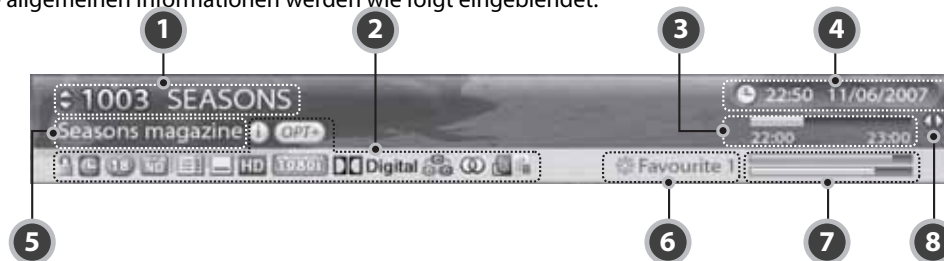 allgemeinen Informationen werden wie folgt eingeblendet.
1 2 3 4
1003 SEASONS
22:50 11/06/2007
Seasons magazine i OPT+
22:00 23:00
18 HD 1080i Digital Favourite 1
5 6 7 8